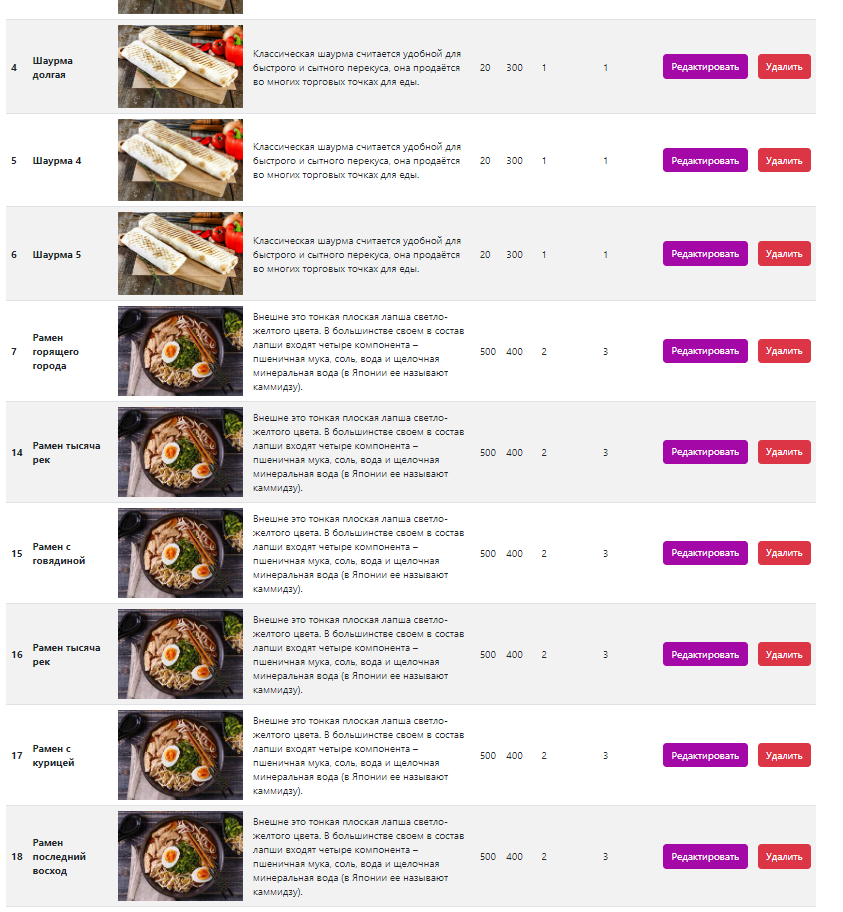 4 Шаурма долгая Классическая шаурма считается удобной для
быстрого и сытного перекуса, она продаётся
во многих торговых точках для еды. 20 300 1 1 Редактировать Удалить
5 Шаурма 4 Классическая шаурма считается удобной для
быстрого и сытного перекуса, она продаётся
во многих торговых точках для еды. 20 300 1 1 Редактировать Удалить
6 Шаурма 5 Классическая шаурма считается удобной для
быстрого и сытного перекуса, она продаётся
во многих торговых точках для еды. 20 300 1 1 Редактировать Удалить
7 Рамен горящего города Внешне это тонкая плоская лапша светло-
желтого цвета. В большинстве своем в состав
лапши входят четыре компонента –
пшеничная мука, соль, вода и щелочная
минеральная вода (в Японии ее называют
каммидзу). 500 400 2 3 Редактировать Удалить
14 Рамен тысяча рек Внешне это тонкая плоская лапша светло-
желтого цвета. В большинстве своем в состав
лапши входят четыре компонента –
пшеничная мука, соль, вода и щелочная
минеральная вода (в Японии ее называют
каммидзу). 500 400 2 3 Редактировать Удалить
15 Рамен с говядиной Внешне это тонкая плоская лапша светло-
желтого цвета. В большинстве своем в состав
лапши входят четыре компонента –
пшеничная мука, соль, вода и щелочная
минеральная вода (в Японии ее называют
каммидзу). 500 400 2 3 Редактировать Удалить
16 Рамен тысяча рек Внешне это тонкая плоская лапша светло-
желтого цвета. В большинстве своем в состав
лапши входят четыре компонента –
пшеничная мука, соль, вода и щелочная
минеральная вода (в Японии ее называют
каммидзу). 500 400 2 3 Редактировать Удалить
17 Рамен с курицей Внешне это тонкая плоская лапша светло-
желтого цвета. В большинстве своем в состав
лапши входят четыре компонента –
пшеничная мука, соль, вода и щелочная
минеральная вода (в Японии ее называют
каммидзу). 500 400 2 3 Редактировать Удалить
18 Рамен последний восход Внешне это тонкая плоская лапша светло-
желтого цвета. В большинстве своем в состав
лапши входят четыре компонента –
пшеничная мука, соль, вода и щелочная
минеральная вода (в Японии ее называют
каммидзу). 500 400 2 3 Редактировать Удалить